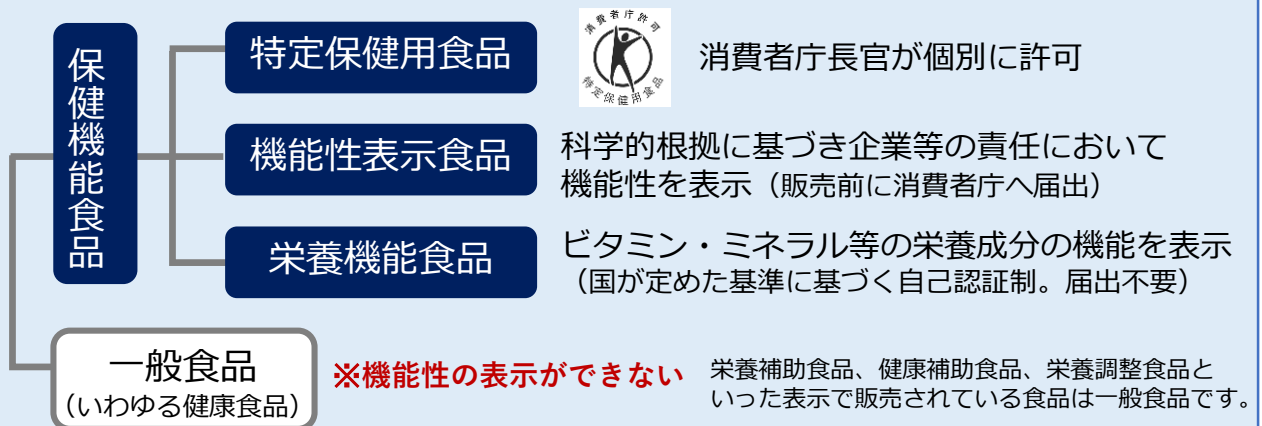 保健機能食品
特定保健用食品
消費者庁許可
特定保健用食品
消費者庁長官が個別に許可
機能性表示食品
科学的根拠に基づき企業等の責任において
機能性を表示（販売前に消費者庁へ届出）
栄養機能食品
ビタミン・ミネラル等の栄養成分の機能を表示
（国が定めた基準に基づく自己認証制。届出不要）
一般食品
（いわゆる健康食品）
※機能性の表示ができない
栄養補助食品、健康補助食品、栄養調整食品と
いった表示で販売されている食品は一般食品です。